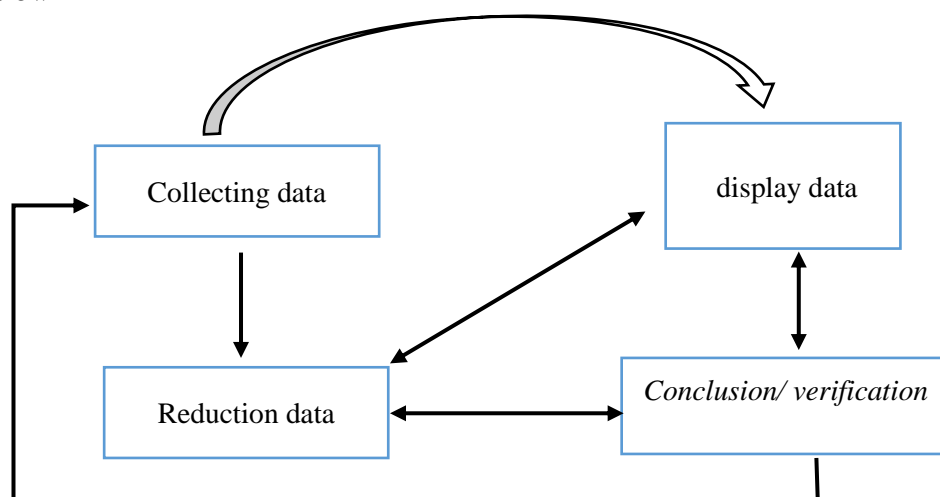 Collecting data
display data
Reduction data
Conclusion/ verification